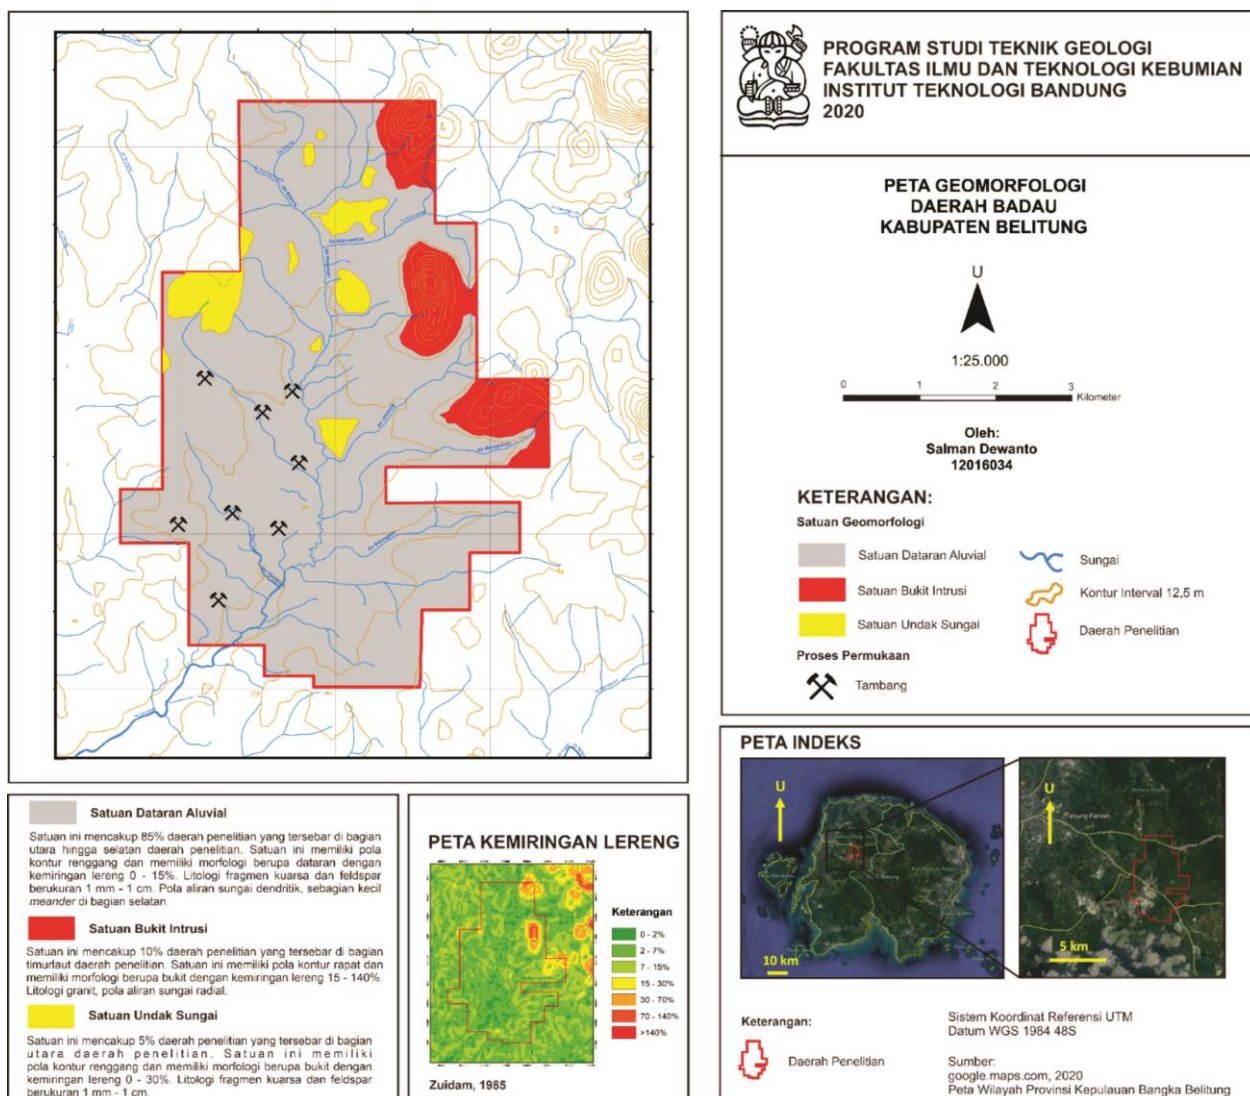 PROGRAM STUDI TEKNIK GEOLOGI
FAKULTAS ILMU DAN TEKNOLOGI KEBUMIAN
INSTITUT TEKNOLOGI BANDUNG
2020
PETA GEOMORFOLOGI
DAERAH BADAU
KABUPATEN BELITUNG
U
1:25.000
0 1 2 3
Kilometer
Oleh:
Salman Dewanto
12016034
KETERANGAN:
Satuan Geomorfologi
Satuan Dataran Aluvial
Satuan Bukit Intrusi
Satuan Undak Sungai
Sungai
Kontur Interval 12,5 m
Daerah Penelitian
Proses Permukaan
Tambang
Satuan Dataran Aluvial
Satuan ini mencakup 85% daerah penelitian yang tersebar di bagian
utara hingga selatan daerah penelitian. Satuan ini memiliki pola
kontur renggang dan memiliki morfologi berupa dataran dengan
kemiringan lereng 0 - 15%. Litologi fragmen kuarsa dan feldspar
berukuran 1 mm - 1 cm. Pola aliran sungai dendritik, sebagian kecil
meander di bagian selatan.
Satuan Bukit Intrusi
Satuan ini mencakup 10% daerah penelitian yang tersebar di bagian
timurlaut daerah penelitian. Satuan ini memiliki pola kontur rapat dan
memiliki morfologi berupa bukit dengan kemiringan lereng 15 - 140%.
Litologi granit, pola aliran sungai radial.
Satuan Undak Sungai
Satuan ini mencakup 5% daerah penelitian yang tersebar di bagian
utara daerah penelitian. Satuan ini memiliki
pola kontur renggang dan memiliki morfologi berupa bukit dengan
kemiringan lereng 0 - 30%. Litologi fragmen kuarsa dan feldspar
berukuran 1 mm - 1 cm.
PETA KEMIRINGAN LERENG
Keterangan
0 - 2%
2 - 7%
7 - 15%
15 - 30%
30 - 70%
70 - 140%
>140%
Zuidam, 1985
PETA INDEKS
U
10 km
U
5 km
Keterangan:
Daerah Penelitian
Sistem Koordinat Referensi UTM
Datum WGS 1984 48S
Sumber:
google.maps.com, 2020
Peta Wilayah Provinsi Kepulauan Bangka Belitung